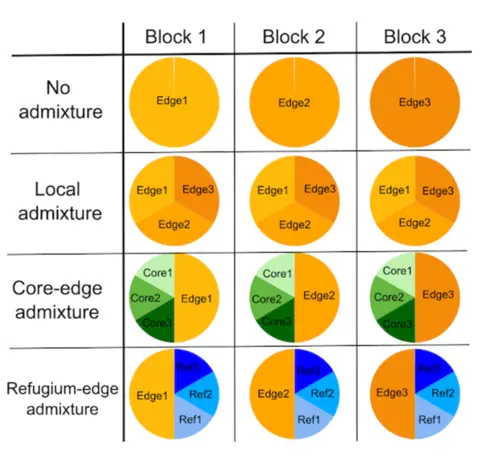 Block 1 Block 2 Block 3
No
admixture
Edge1 Edge2 Edge3
Local
admixture
Edge1 Edge3 Edge1 Edge3 Edge1 Edge3
Edge2 Edge2 Edge2
Core-edge
admixture
Core1 Core1 Core1
Core2 Edge1 Core2 Edge2 Core2 Edge3
Core3 Core3 Core3
Refugium-edge
admixture
Ref3 Ref3 Ref3
Edge1 Ref2 Edge2 Ref2 Edge3 Ref2
Ref1 Ref1 Ref1